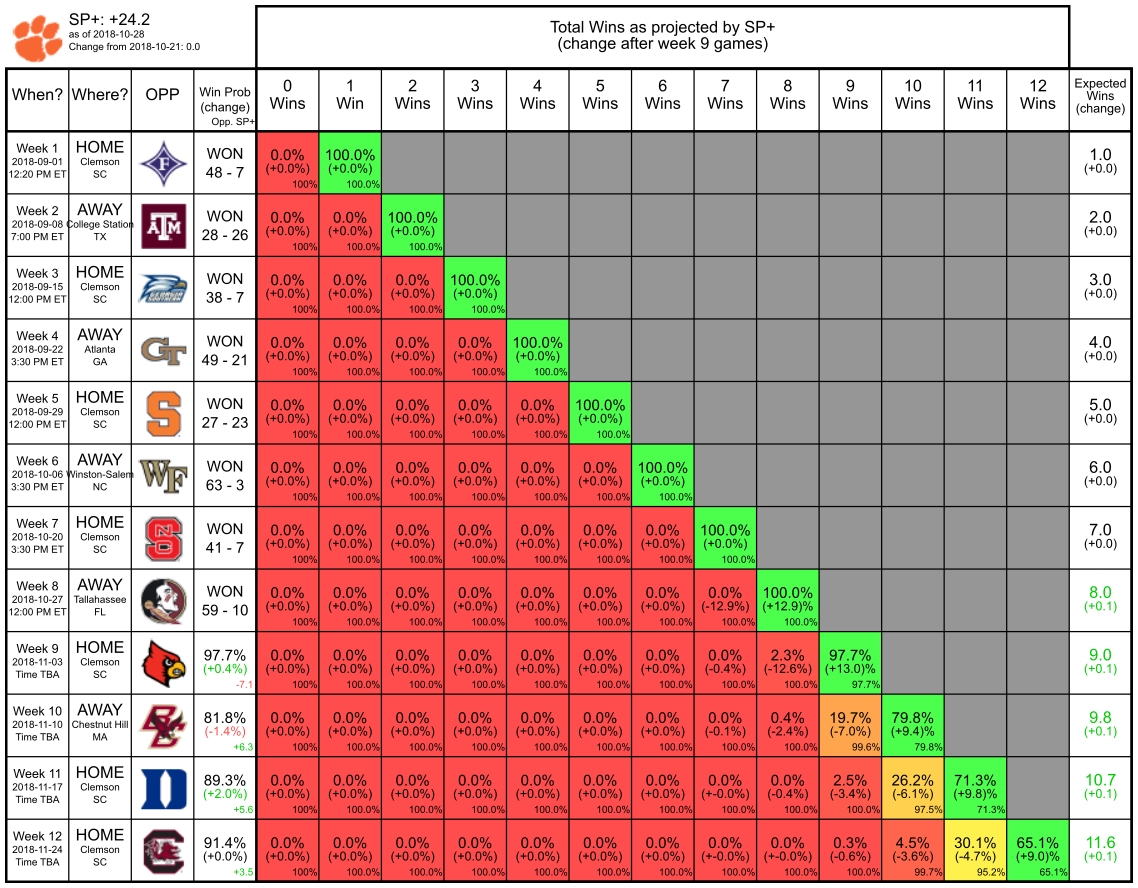 SP+: +24.2
as of 2018-10-28
Change from 2018-10-21: 0.0
Total Wins as projected by SP+
(change after week 9 games)
When? Where? OPP Win Prob (change) Opp. SP+ 0 Wins 1 Win 2 Wins 3 Wins 4 Wins 5 Wins 6 Wins 7 Wins 8 Wins 9 Wins 10 Wins 11 Wins 12 Wins Expected Wins (change)
Week 1 HOME F WON 0.0% 100.0% 1.0
2018-09-01 Clemson 48 - 7 (+0.0%) (+0.0%) (+0.0)
12:20 PM ET SC 100% 100.0%
Week 2 AWAY ATM WON 0.0% 0.0% 100.0% 2.0
2018-09-08 College Station 28 - 26 (+0.0%) (+0.0%) (+0.0%) (+0.0)
7:00 PM ET TX 100% 100.0% 100.0%
Week 3 HOME WON 0.0% 0.0% 0.0% 100.0% 3.0
2018-09-15 Clemson 38 - 7 (+0.0%) (+0.0%) (+0.0%) (+0.0%) (+0.0)
12:00 PM ET SC 100% 100.0% 100.0% 100.0%
Week 4 AWAY GT WON 0.0% 0.0% 0.0% 0.0% 100.0% 4.0
2018-09-22 Atlanta 49 - 21 (+0.0%) (+0.0%) (+0.0%) (+0.0%) (+0.0%) (+0.0)
3:30 PM ET GA 100% 100.0% 100.0% 100.0% 100.0%
Week 5 HOME S WON 0.0% 0.0% 0.0% 0.0% 0.0% 100.0% 5.0
2018-09-29 Clemson 27 - 23 (+0.0%) (+0.0%) (+0.0%) (+0.0%) (+0.0%) (+0.0%) (+0.0)
12:00 PM ET SC 100% 100.0% 100.0% 100.0% 100.0% 100.0%
Week 6 AWAY WF WON 0.0% 0.0% 0.0% 0.0% 0.0% 0.0% 100.0% 6.0
2018-10-06 Winston-Salem 63 - 3 (+0.0%) (+0.0%) (+0.0%) (+0.0%) (+0.0%) (+0.0%) (+0.0%) (+0.0)
3:30 PM ET NC 100% 100.0% 100.0% 100.0% 100.0% 100.0% 100.0%
Week 7 HOME NCS WON 0.0% 0.0% 0.0% 0.0% 0.0% 0.0% 0.0% 100.0% 7.0
2018-10-20 Clemson 41 - 7 (+0.0%) (+0.0%) (+0.0%) (+0.0%) (+0.0%) (+0.0%) (+0.0%) (+0.0%) (+0.0)
3:30 PM ET SC 100% 100.0% 100.0% 100.0% 100.0% 100.0% 100.0% 100.0%
Week 8 AWAY WON 0.0% 0.0% 0.0% 0.0% 0.0% 0.0% 0.0% 0.0% 100.0% 8.0
2018-10-27 Tallahassee 59 - 10 (+0.0%) (+0.0%) (+0.0%) (+0.0%) (+0.0%) (+0.0%) (+0.0%) (-12.9%) (+12.9)% (+0.1)
12:00 PM ET FL 100% 100.0% 100.0% 100.0% 100.0% 100.0% 100.0% 100.0% 100.0%
Week 9 HOME 97.7% 0.0% 0.0% 0.0% 0.0% 0.0% 0.0% 0.0% 0.0% 2.3% 97.7% 9.0
2018-11-03 Clemson (+0.4%) (+0.0%) (+0.0%) (+0.0%) (+0.0%) (+0.0%) (+0.0%) (+0.0%) (-0.4%) (-12.6%) (+13.0)% (+0.1)
Time TBA SC -7.1 100% 100.0% 100.0% 100.0% 100.0% 100.0% 100.0% 100.0% 100.0% 97.7%
Week 10 AWAY BC 81.8% 0.0% 0.0% 0.0% 0.0% 0.0% 0.0% 0.0% 0.0% 0.4% 19.7% 79.8% 9.8
2018-11-10 Chestnut Hill (-1.4%) (+0.0%) (+0.0%) (+0.0%) (+0.0%) (+0.0%) (+0.0%) (+0.0%) (-0.1%) (-2.4%) (-7.0%) (+9.4)% (+0.1)
Time TBA MA +6.3 100% 100.0% 100.0% 100.0% 100.0% 100.0% 100.0% 100.0% 100.0% 99.6% 79.8%
Week 11 HOME D 89.3% 0.0% 0.0% 0.0% 0.0% 0.0% 0.0% 0.0% 0.0% 0.0% 2.5% 26.2% 71.3% 10.7
2018-11-17 Clemson (+2.0%) (+0.0%) (+0.0%) (+0.0%) (+0.0%) (+0.0%) (+0.0%) (+0.0%) (+-0.0%) (-0.4%) (-3.4%) (-6.1%) (+9.8)% (+0.1)
Time TBA SC +5.6 100% 100.0% 100.0% 100.0% 100.0% 100.0% 100.0% 100.0% 100.0% 100.0% 97.5% 71.3%
Week 12 HOME 91.4% 0.0% 0.0% 0.0% 0.0% 0.0% 0.0% 0.0% 0.0% 0.0% 0.3% 4.5% 30.1% 65.1% 11.6
2018-11-24 Clemson (+0.0%) (+0.0%) (+0.0%) (+0.0%) (+0.0%) (+0.0%) (+0.0%) (+0.0%) (+-0.0%) (+-0.0%) (-0.6%) (-3.6%) (-4.7%) (+9.0)% (+0.1)
Time TBA SC +3.5 100% 100.0% 100.0% 100.0% 100.0% 100.0% 100.0% 100.0% 100.0% 100.0% 99.7% 95.2% 65.1%